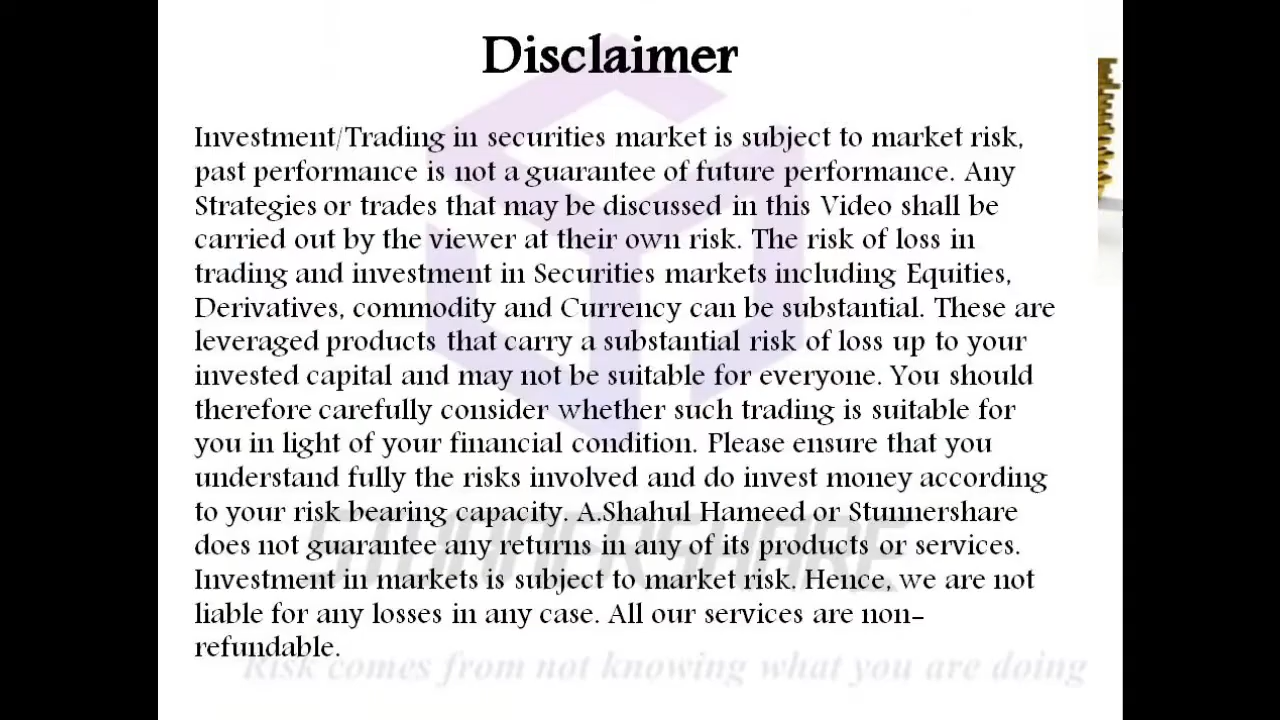 Disclaimer
Investment/Trading in securities market is subject to market risk,
past performance is not a guarantee of future performance. Any
Strategies or trades that may be discussed in this Video shall be
carried out by the viewer at their own risk. The risk of loss in
trading and investment in Securities markets including Equities,
Derivatives, commodity and Currency can be substantial. These are
leveraged products that carry a substantial risk of loss up to your
invested capital and may not be suitable for everyone. You should
therefore carefully consider whether such trading is suitable for
you in light of your financial condition. Please ensure that you
understand fully the risks involved and do invest money according
to your risk bearing capacity. A.Shahul Hameed or Stunnershare
does not guarantee any returns in any of its products or services.
Investment in markets is subject to market risk. Hence, we are not
liable for any losses in any case. All our services are non-
refundable.
STUNNERSHARE
Risk comes from not knowing what you are doing